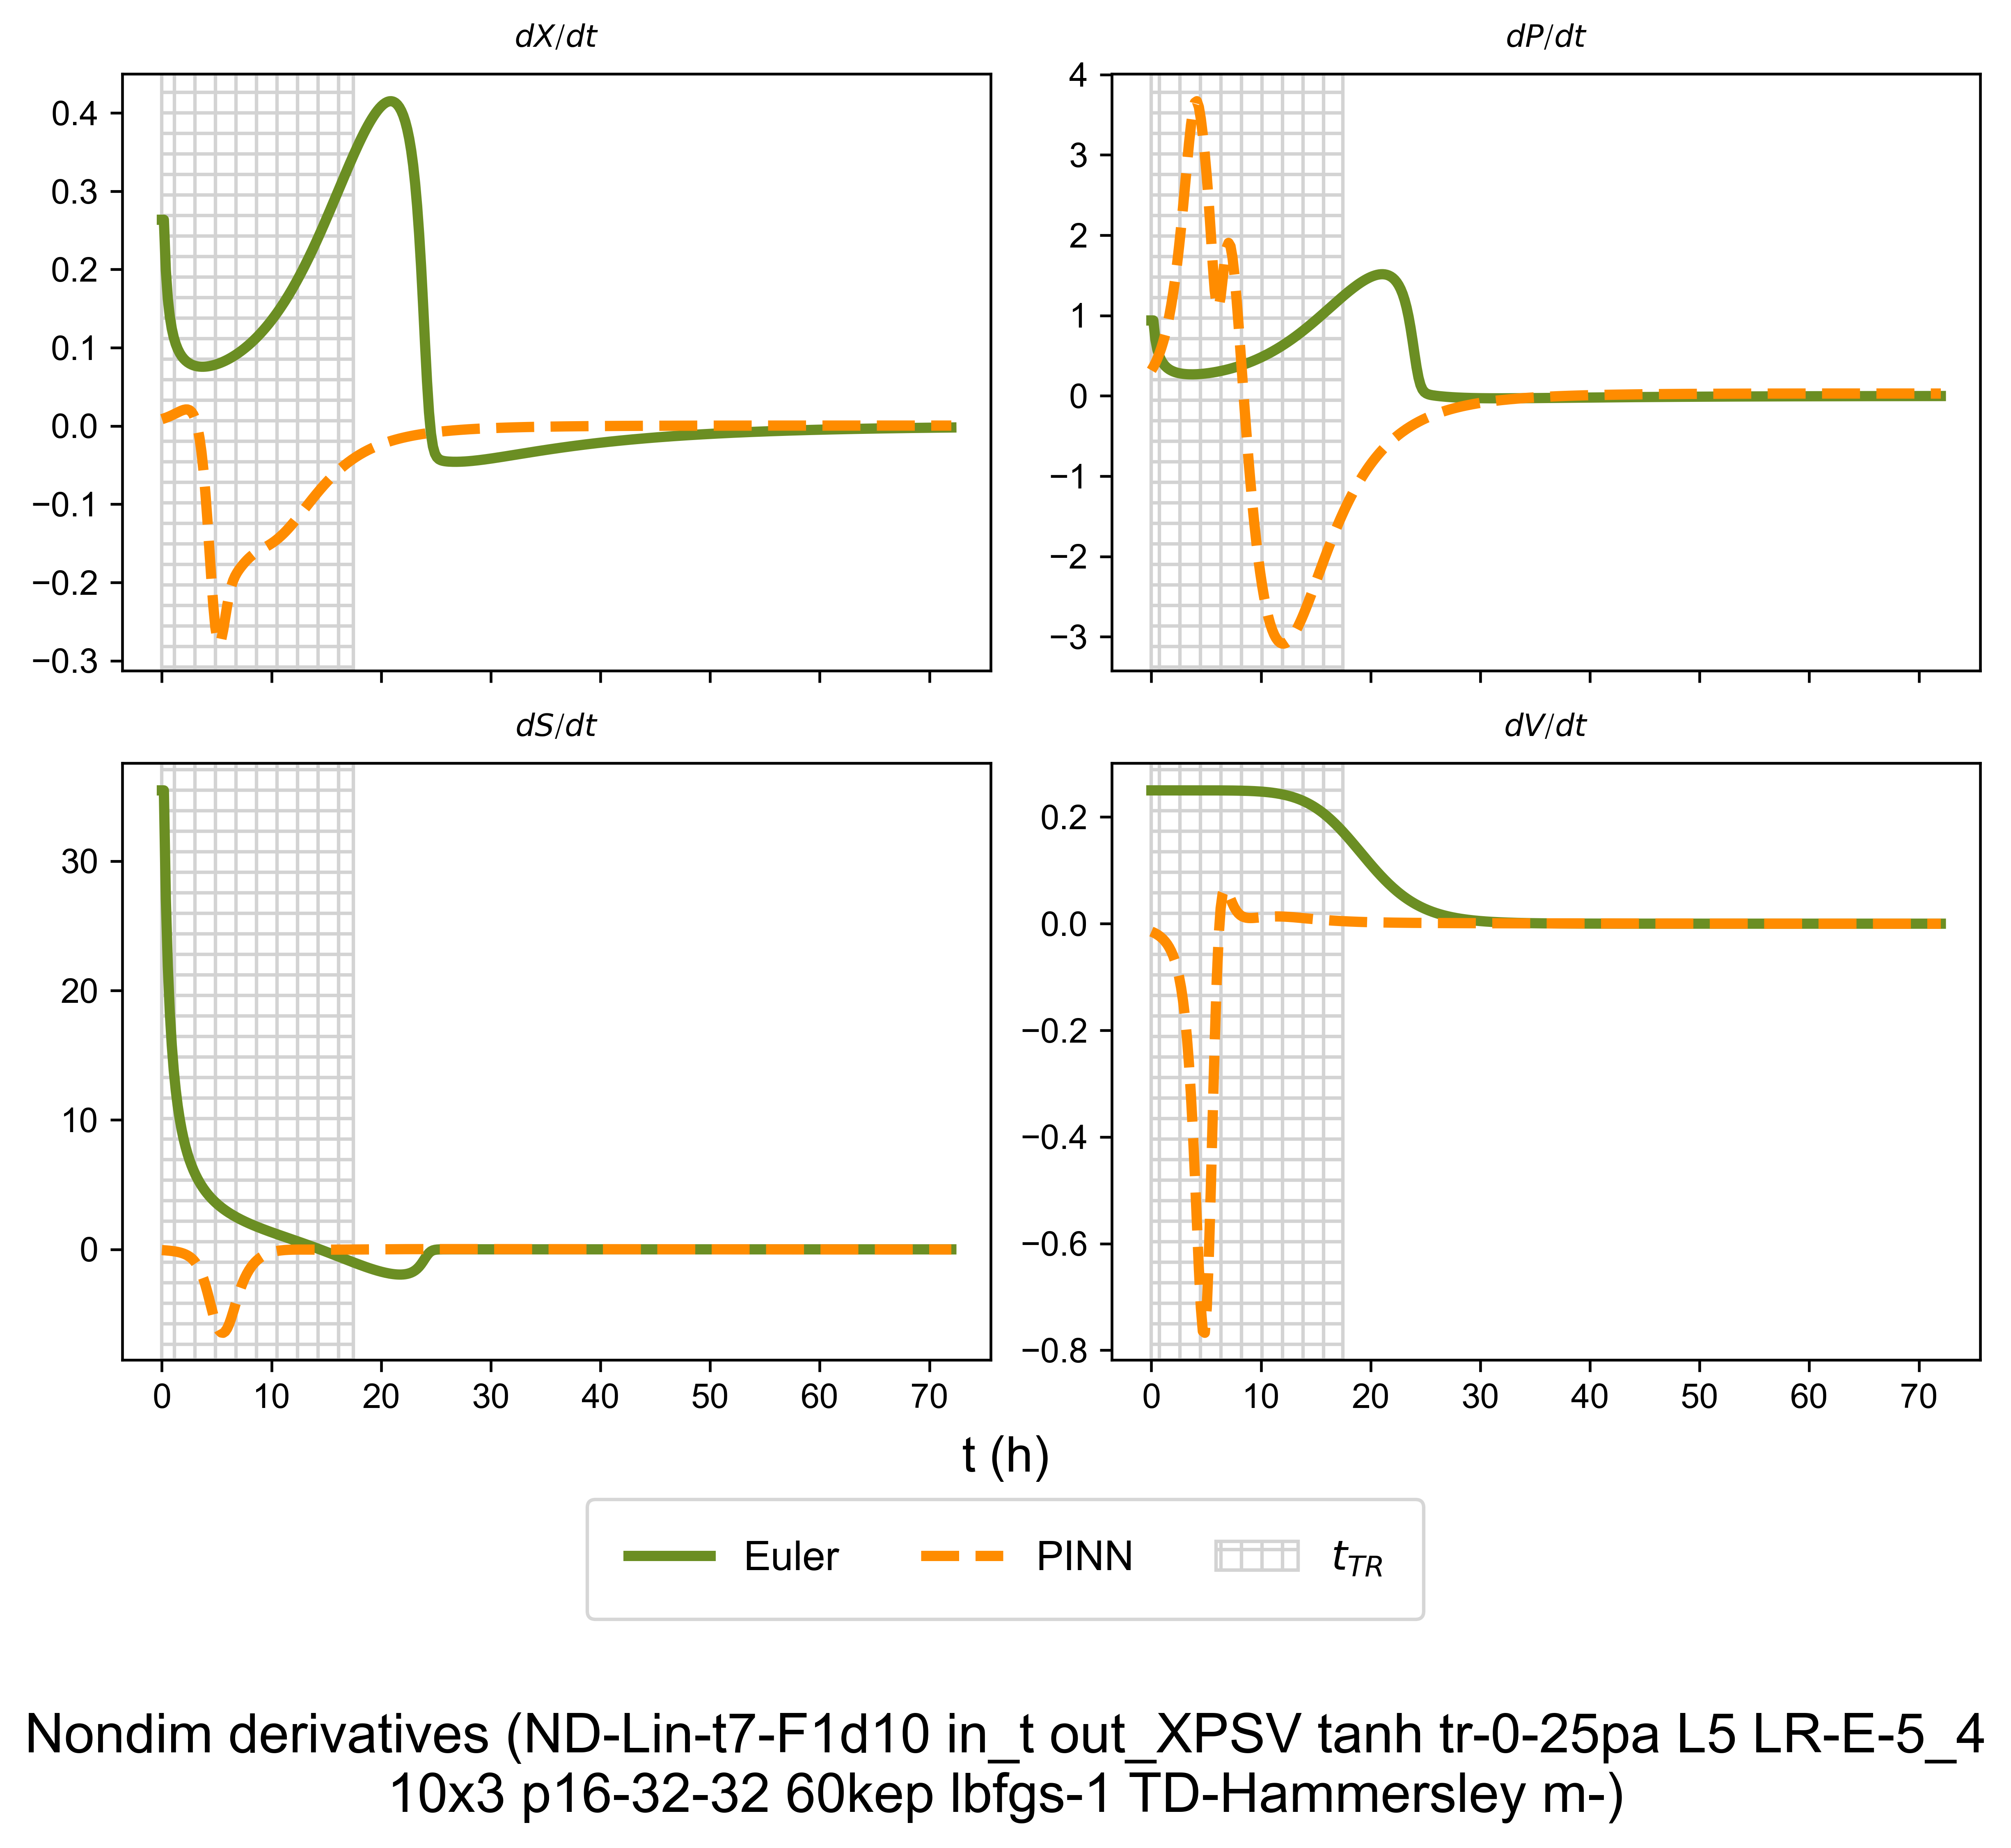 dX/dt
dP/dt
0.4
0.3
0.2
0.1
0.0
−0.1
−0.2
−0.3
4
3
2
1
0
−1
−2
−3
dS/dt
dV/dt
30
20
10
0
0.2
0.0
−0.2
−0.4
−0.6
−0.8
0 10 20 30 40 50 60 70
0 10 20 30 40 50 60 70
t (h)
Euler PINN t_TR
Nondim derivatives (ND-Lin-t7-F1d10 in_t out_XPSV tanh tr-0-25pa L5 LR-E-5_4
10x3 p16-32-32 60kep lbfgs-1 TD-Hammersley m-)